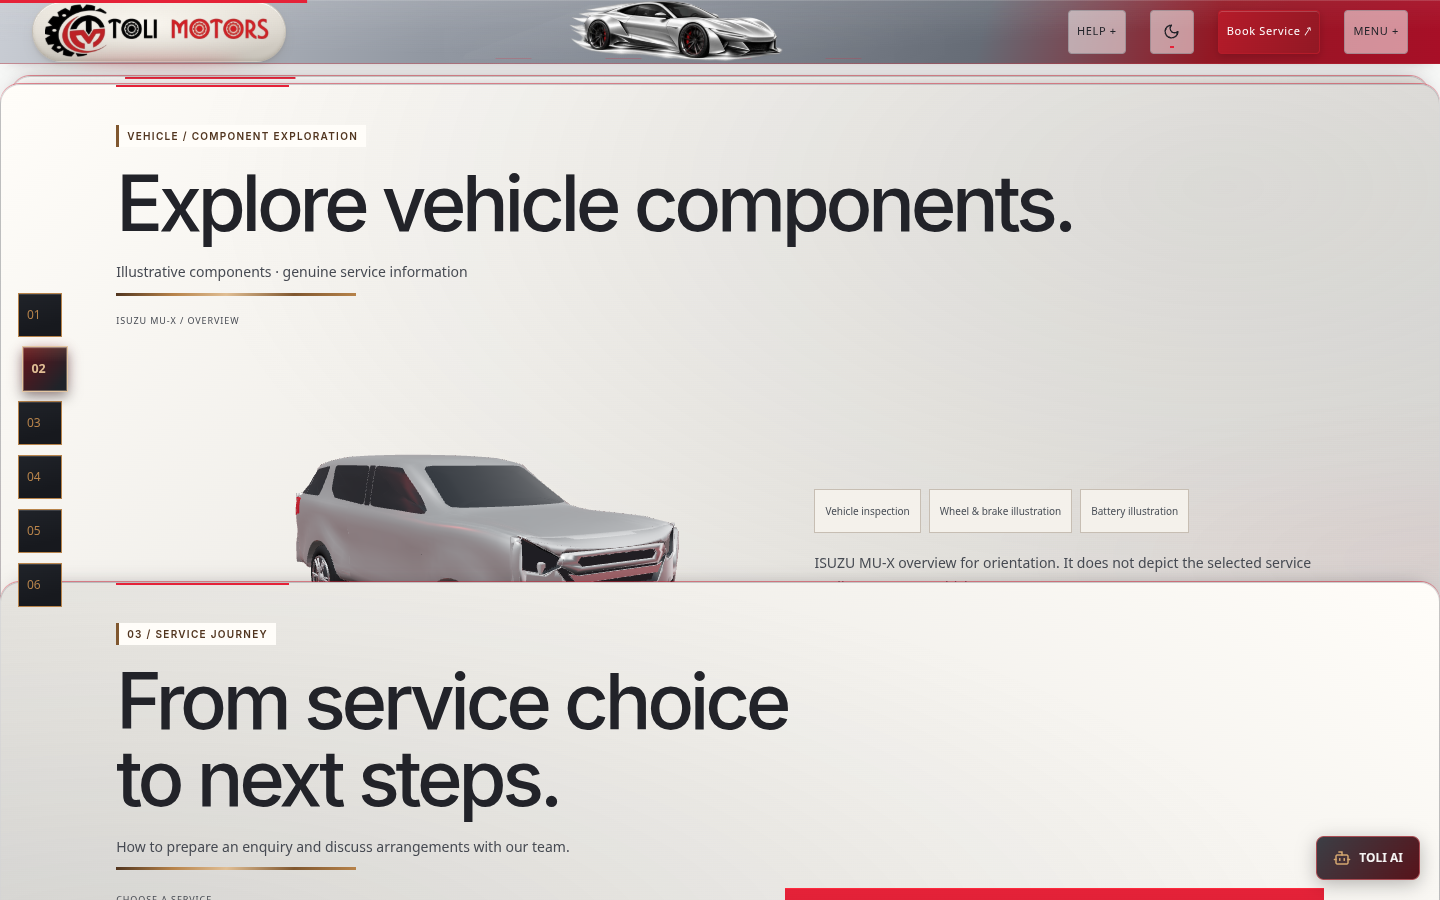 TOLI MOTORS
HELP +
Book Service ↗
MENU +
VEHICLE / COMPONENT EXPLORATION
Explore vehicle components.
Illustrative components · genuine service information
ISUZU MU-X / OVERVIEW
01
02
03
04
05
06
Vehicle inspection
Wheel & brake illustration
Battery illustration
ISUZU MU-X overview for orientation. It does not depict the selected service
03 / SERVICE JOURNEY
From service choice
to next steps.
How to prepare an enquiry and discuss arrangements with our team.
CHOOSE A SERVICE
TOLI AI